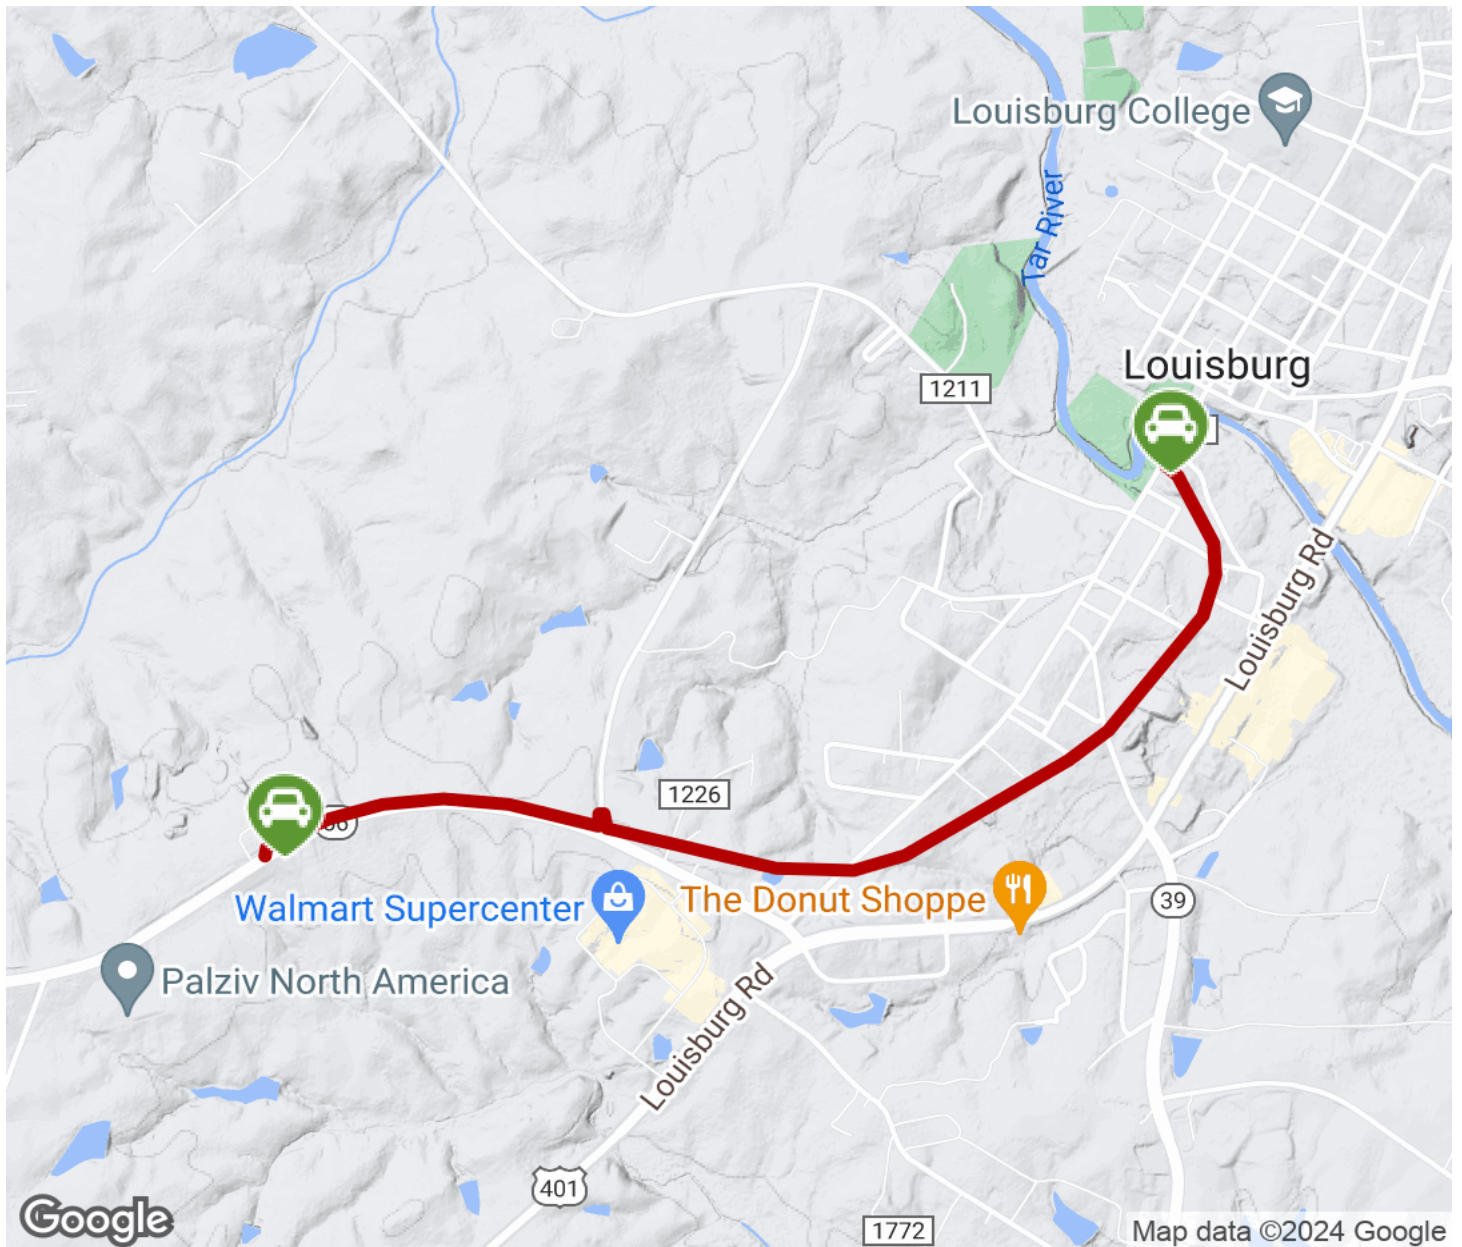 Louisburg College
Tar River
Louisburg
1211
Louisburg Rd
1226
56
Walmart Supercenter
The Donut Shoppe
39
Palziv North America
Louisburg Rd
401
1772
Google
Map data ©2024 Google